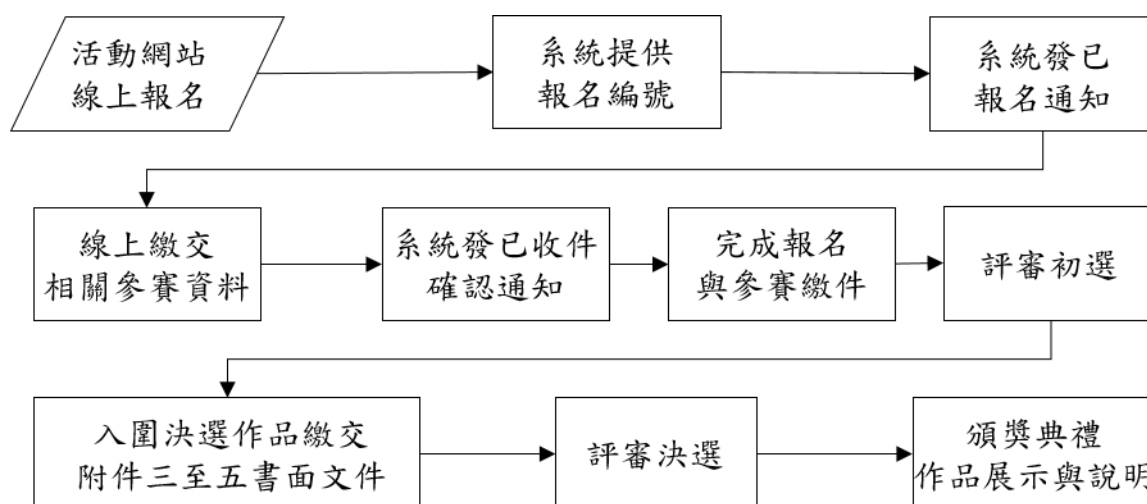 活動網站
線上報名
系統提供
報名編號
系統發已
報名通知
線上繳交
相關參賽資料
系統發已收件
確認通知
完成報名
與參賽繳件
評審初選
入圍決選作品繳交
附件三至五書面文件
評審決選
頒獎典禮
作品展示與說明